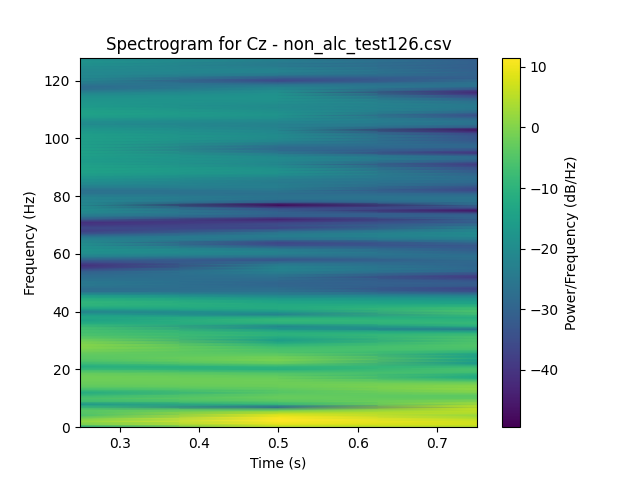 Spectrogram for Cz - non_alc_test126.csv
120
100
80
60
40
20
0
Frequency (Hz)
0.3 0.4 0.5 0.6 0.7
Time (s)
10
0
−10
−20
−30
−40
Power/Frequency (dB/Hz)